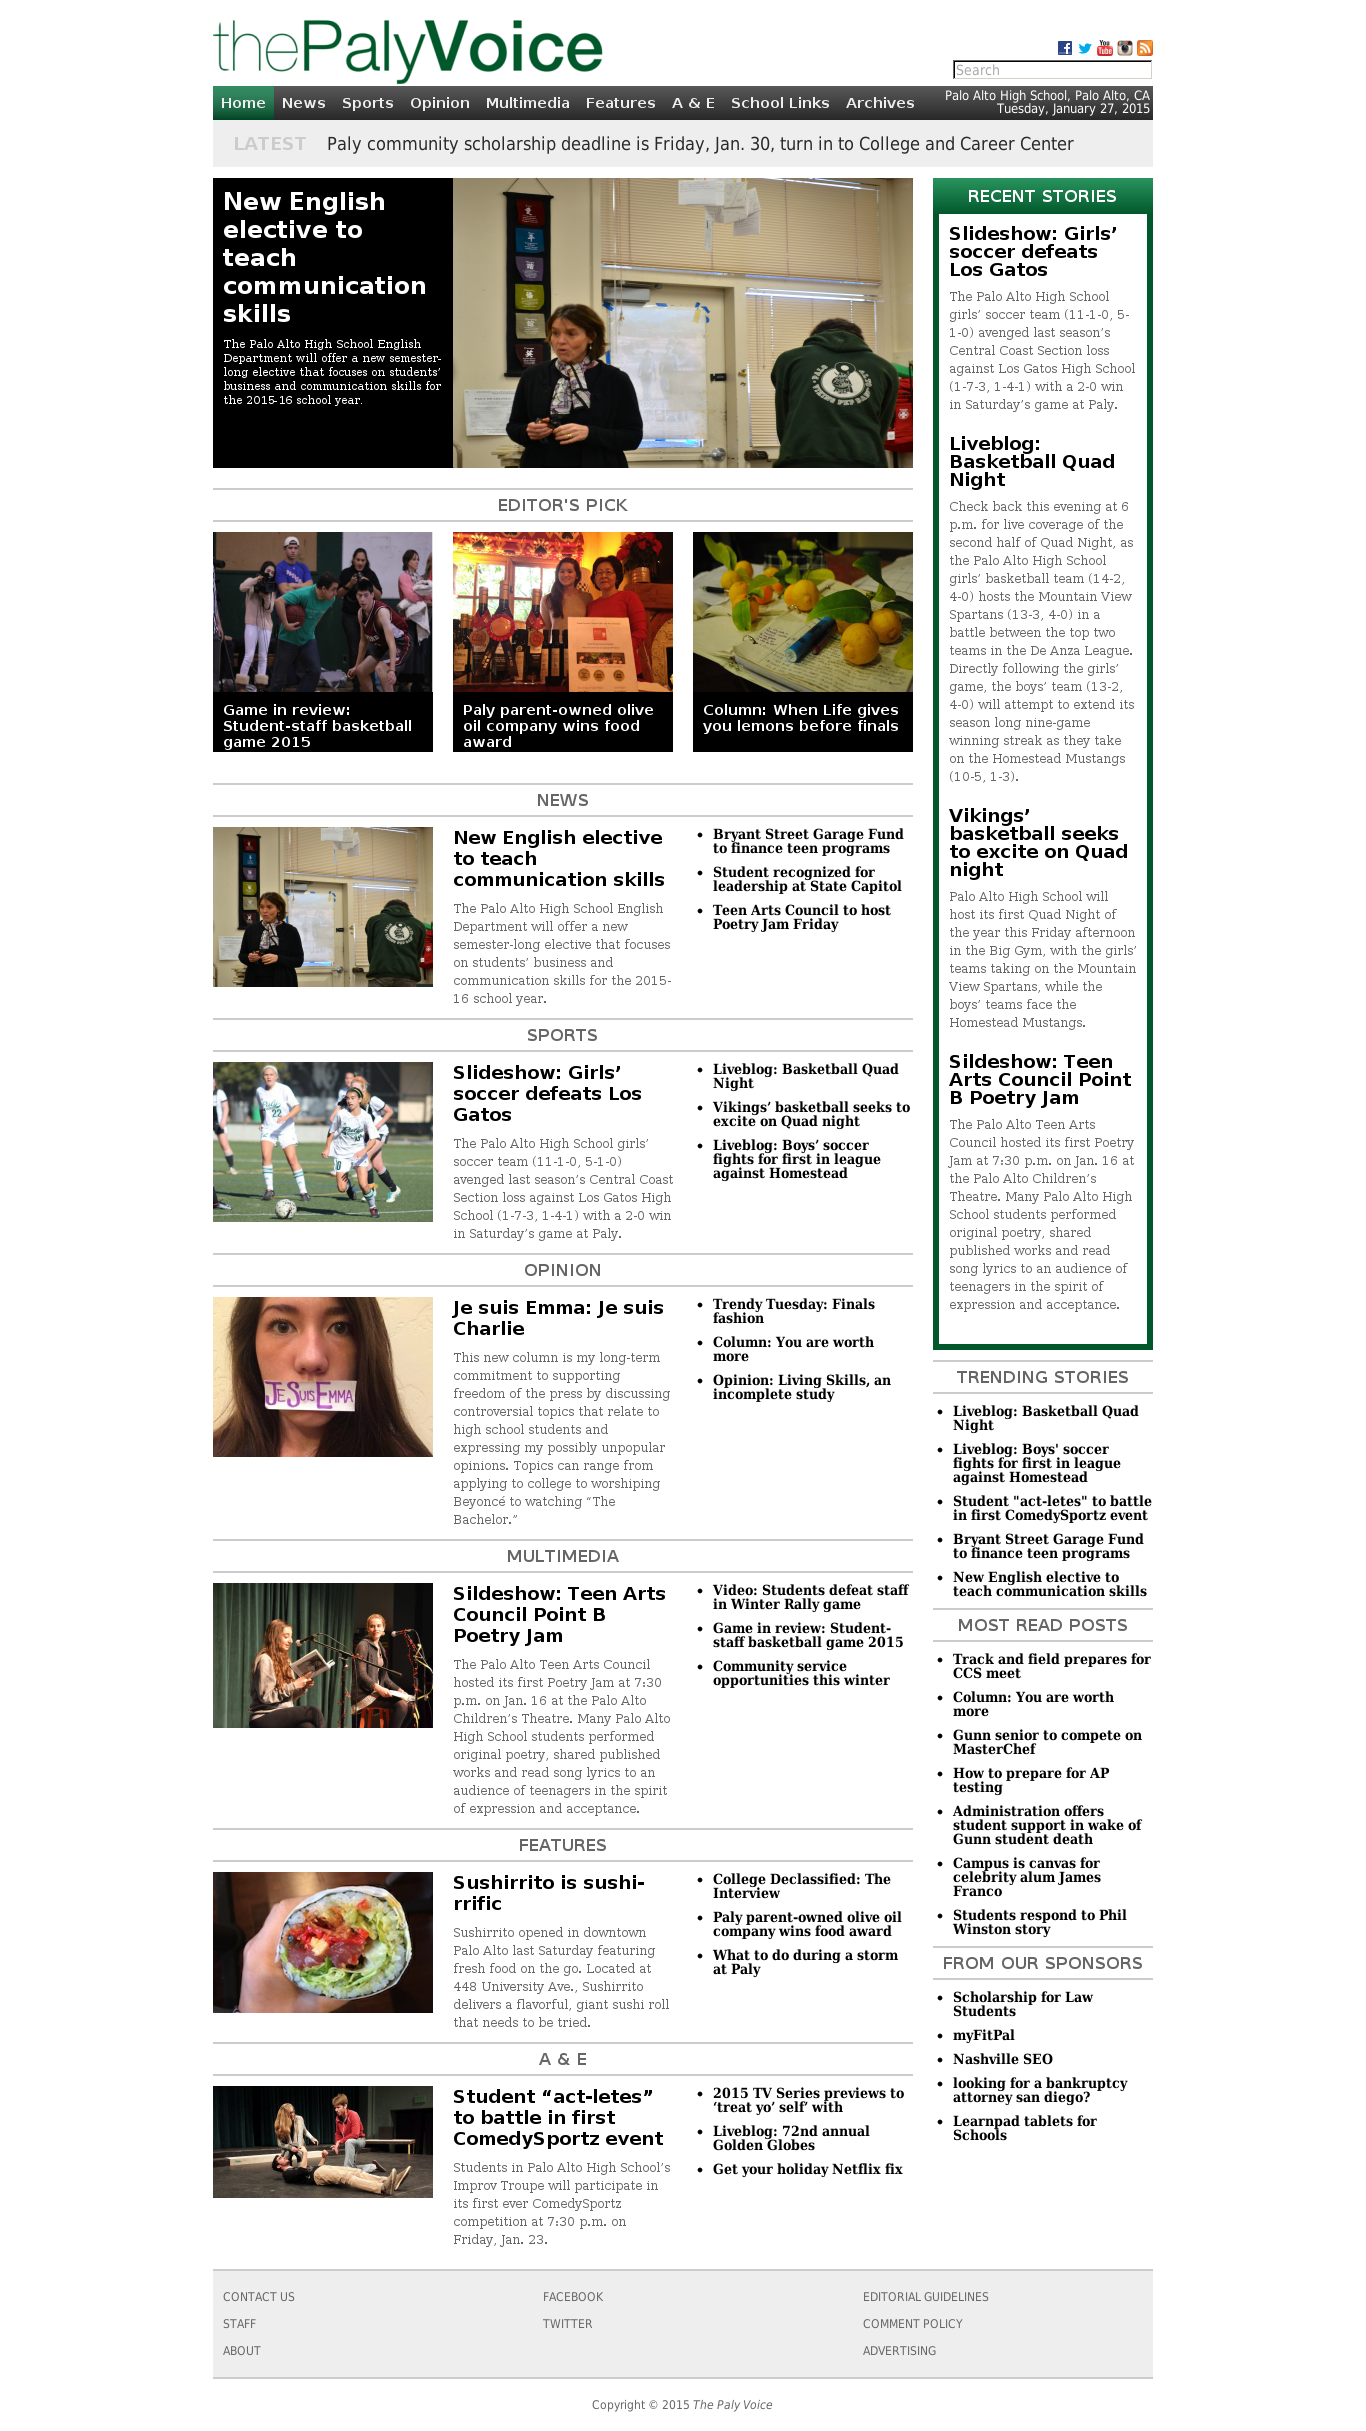 thePalyVoice
Search
Home News Sports Opinion Multimedia Features A & E School Links Archives
Palo Alto High School, Palo Alto, CA
Tuesday, January 27, 2015
LATEST Paly community scholarship deadline is Friday, Jan. 30, turn in to College and Career Center
New English
elective to
teach
communication
skills
The Palo Alto High School English
Department will offer a new semester-
long elective that focuses on students’
business and communication skills for
the 2015-16 school year.
EDITOR'S PICK
Game in review:
Student-staff basketball
game 2015
Paly parent-owned olive
oil company wins food
award
Column: When Life gives
you lemons before finals
NEWS
New English elective
to teach
communication skills
The Palo Alto High School English
Department will offer a new
semester-long elective that focuses
on students’ business and
communication skills for the 2015-
16 school year.
• Bryant Street Garage Fund
to finance teen programs
• Student recognized for
leadership at State Capitol
• Teen Arts Council to host
Poetry Jam Friday
SPORTS
Slideshow: Girls’
soccer defeats Los
Gatos
The Palo Alto High School girls’
soccer team (11-1-0, 5-1-0)
avenged last season’s Central Coast
Section loss against Los Gatos High
School (1-7-3, 1-4-1) with a 2-0 win
in Saturday’s game at Paly.
• Liveblog: Basketball Quad
Night
• Vikings’ basketball seeks to
excite on Quad night
• Liveblog: Boys’ soccer
fights for first in league
against Homestead
OPINION
JE SUIS EMMA
Je suis Emma: Je suis
Charlie
This new column is my long-term
commitment to supporting
freedom of the press by discussing
controversial topics that relate to
high school students and
expressing my possibly unpopular
opinions. Topics can range from
applying to college to worshiping
Beyoncé to watching “The
Bachelor.”
• Trendy Tuesday: Finals
fashion
• Column: You are worth
more
• Opinion: Living Skills, an
incomplete study
MULTIMEDIA
Sildeshow: Teen Arts
Council Point B
Poetry Jam
The Palo Alto Teen Arts Council
hosted its first Poetry Jam at 7:30
p.m. on Jan. 16 at the Palo Alto
Children’s Theatre. Many Palo Alto
High School students performed
original poetry, shared published
works and read song lyrics to an
audience of teenagers in the spirit
of expression and acceptance.
• Video: Students defeat staff
in Winter Rally game
• Game in review: Student-
staff basketball game 2015
• Community service
opportunities this winter
FEATURES
Sushirrito is sushi-
rrific
Sushirrito opened in downtown
Palo Alto last Saturday featuring
fresh food on the go. Located at
448 University Ave., Sushirrito
delivers a flavorful, giant sushi roll
that needs to be tried.
• College Declassified: The
Interview
• Paly parent-owned olive oil
company wins food award
• What to do during a storm
at Paly
A & E
Student “act-letes”
to battle in first
ComedySportz event
Students in Palo Alto High School’s
Improv Troupe will participate in
its first ever ComedySportz
competition at 7:30 p.m. on
Friday, Jan. 23.
• 2015 TV Series previews to
‘treat yo’ self’ with
• Liveblog: 72nd annual
Golden Globes
• Get your holiday Netflix fix
RECENT STORIES
Slideshow: Girls’
soccer defeats
Los Gatos
The Palo Alto High School
girls’ soccer team (11-1-0, 5-
1-0) avenged last season’s
Central Coast Section loss
against Los Gatos High School
(1-7-3, 1-4-1) with a 2-0 win
in Saturday’s game at Paly.
Liveblog:
Basketball Quad
Night
Check back this evening at 6
p.m. for live coverage of the
second half of Quad Night, as
the Palo Alto High School
girls’ basketball team (14-2,
4-0) hosts the Mountain View
Spartans (13-3, 4-0) in a
battle between the top two
teams in the De Anza League.
Directly following the girls’
game, the boys’ team (13-2,
4-0) will attempt to extend its
season long nine-game
winning streak as they take
on the Homestead Mustangs
(10-5, 1-3).
Vikings’
basketball seeks
to excite on Quad
night
Palo Alto High School will
host its first Quad Night of
the year this Friday afternoon
in the Big Gym, with the girls’
teams taking on the Mountain
View Spartans, while the
boys’ teams face the
Homestead Mustangs.
Sildeshow: Teen
Arts Council Point
B Poetry Jam
The Palo Alto Teen Arts
Council hosted its first Poetry
Jam at 7:30 p.m. on Jan. 16 at
the Palo Alto Children’s
Theatre. Many Palo Alto High
School students performed
original poetry, shared
published works and read
song lyrics to an audience of
teenagers in the spirit of
expression and acceptance.
TRENDING STORIES
• Liveblog: Basketball Quad
Night
• Liveblog: Boys' soccer
fights for first in league
against Homestead
• Student "act-letes" to battle
in first ComedySportz event
• Bryant Street Garage Fund
to finance teen programs
• New English elective to
teach communication skills
MOST READ POSTS
• Track and field prepares for
CCS meet
• Column: You are worth
more
• Gunn senior to compete on
MasterChef
• How to prepare for AP
testing
• Administration offers
student support in wake of
Gunn student death
• Campus is canvas for
celebrity alum James
Franco
• Students respond to Phil
Winston story
FROM OUR SPONSORS
• Scholarship for Law
Students
• myFitPal
• Nashville SEO
• looking for a bankruptcy
attorney san diego?
• Learnpad tablets for
Schools
CONTACT US
STAFF
ABOUT
FACEBOOK
TWITTER
EDITORIAL GUIDELINES
COMMENT POLICY
ADVERTISING
Copyright © 2015 The Paly Voice